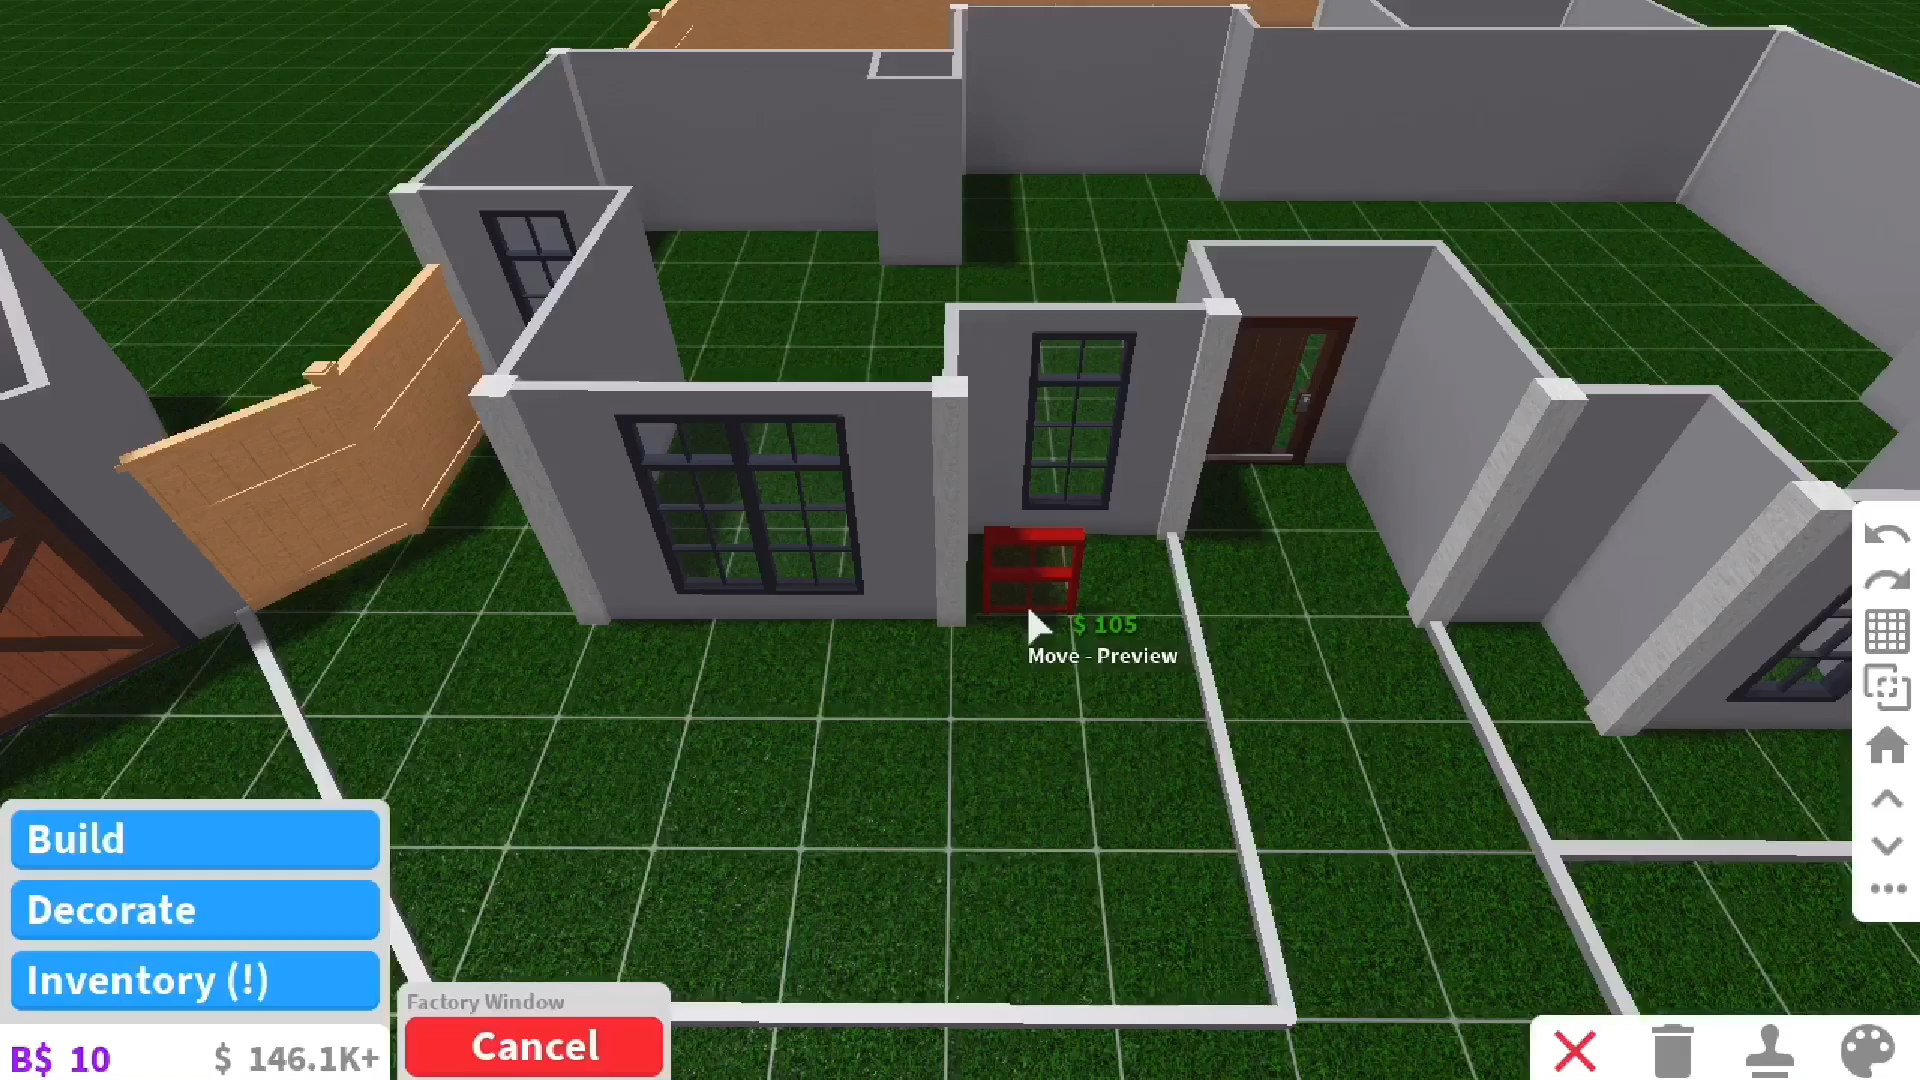 $ 105
Move - Preview
Build
Decorate
Inventory (!)
B$ 10
$ 146.1K+
Factory Window
Cancel